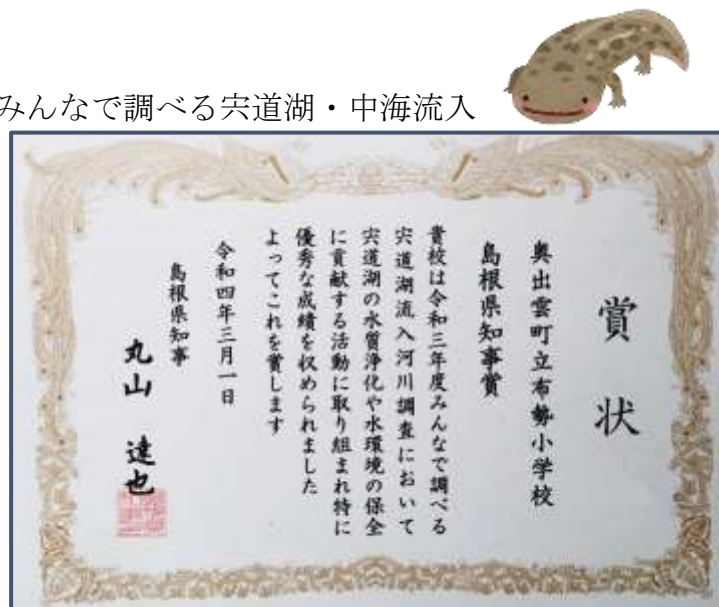 みんなで調べる宍道湖・中海流入
賞状
奥出雲町立布勢小学校
島根県知事賞
貴校は令和三年度みんなで調べる
宍道湖流入河川調査において
宍道湖の水質浄化や水環境の保全
に貢献する活動に取り組まれ特に
優秀な成績を収められました
よってこれを賞します
令和四年三月一日
島根県知事
丸山 達也